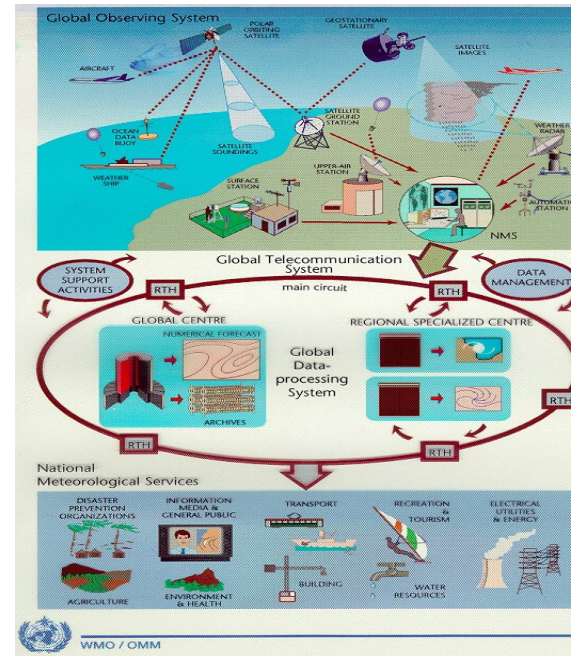 Global Observing System
POLAR
ORBITING
SATELLITE
GEOSTATIONARY
SATELLITE
SATELLITE
IMAGES
AIRCRAFT
OCEAN
DATA
BUOY
SATELLITE
SOUNDINGS
SATELLITE
GROUND
STATION
WEATHER
RADAR
WEATHER
SHIP
SURFACE
STATION
UPPER-AIR
STATION
AUTOMATIC
STATION
NMS
Global Telecommunication
System
SYSTEM
SUPPORT
ACTIVITIES
DATA
MANAGEMENT
RTH
main circuit
RTH
GLOBAL CENTRE
REGIONAL SPECIALIZED CENTRE
NUMERICAL FORECAST
Global
Data-
processing
System
ARCHIVES
RTH
RTH
RTH
National
Meteorological Services
DISASTER
PREVENTION
ORGANIZATIONS
INFORMATION
MEDIA &
GENERAL PUBLIC
TRANSPORT
RECREATION
&
TOURISM
ELECTRICAL
UTILITIES
& ENERGY
AGRICULTURE
ENVIRONMENT
& HEALTH
BUILDING
WATER
RESOURCES
WMO / OMM